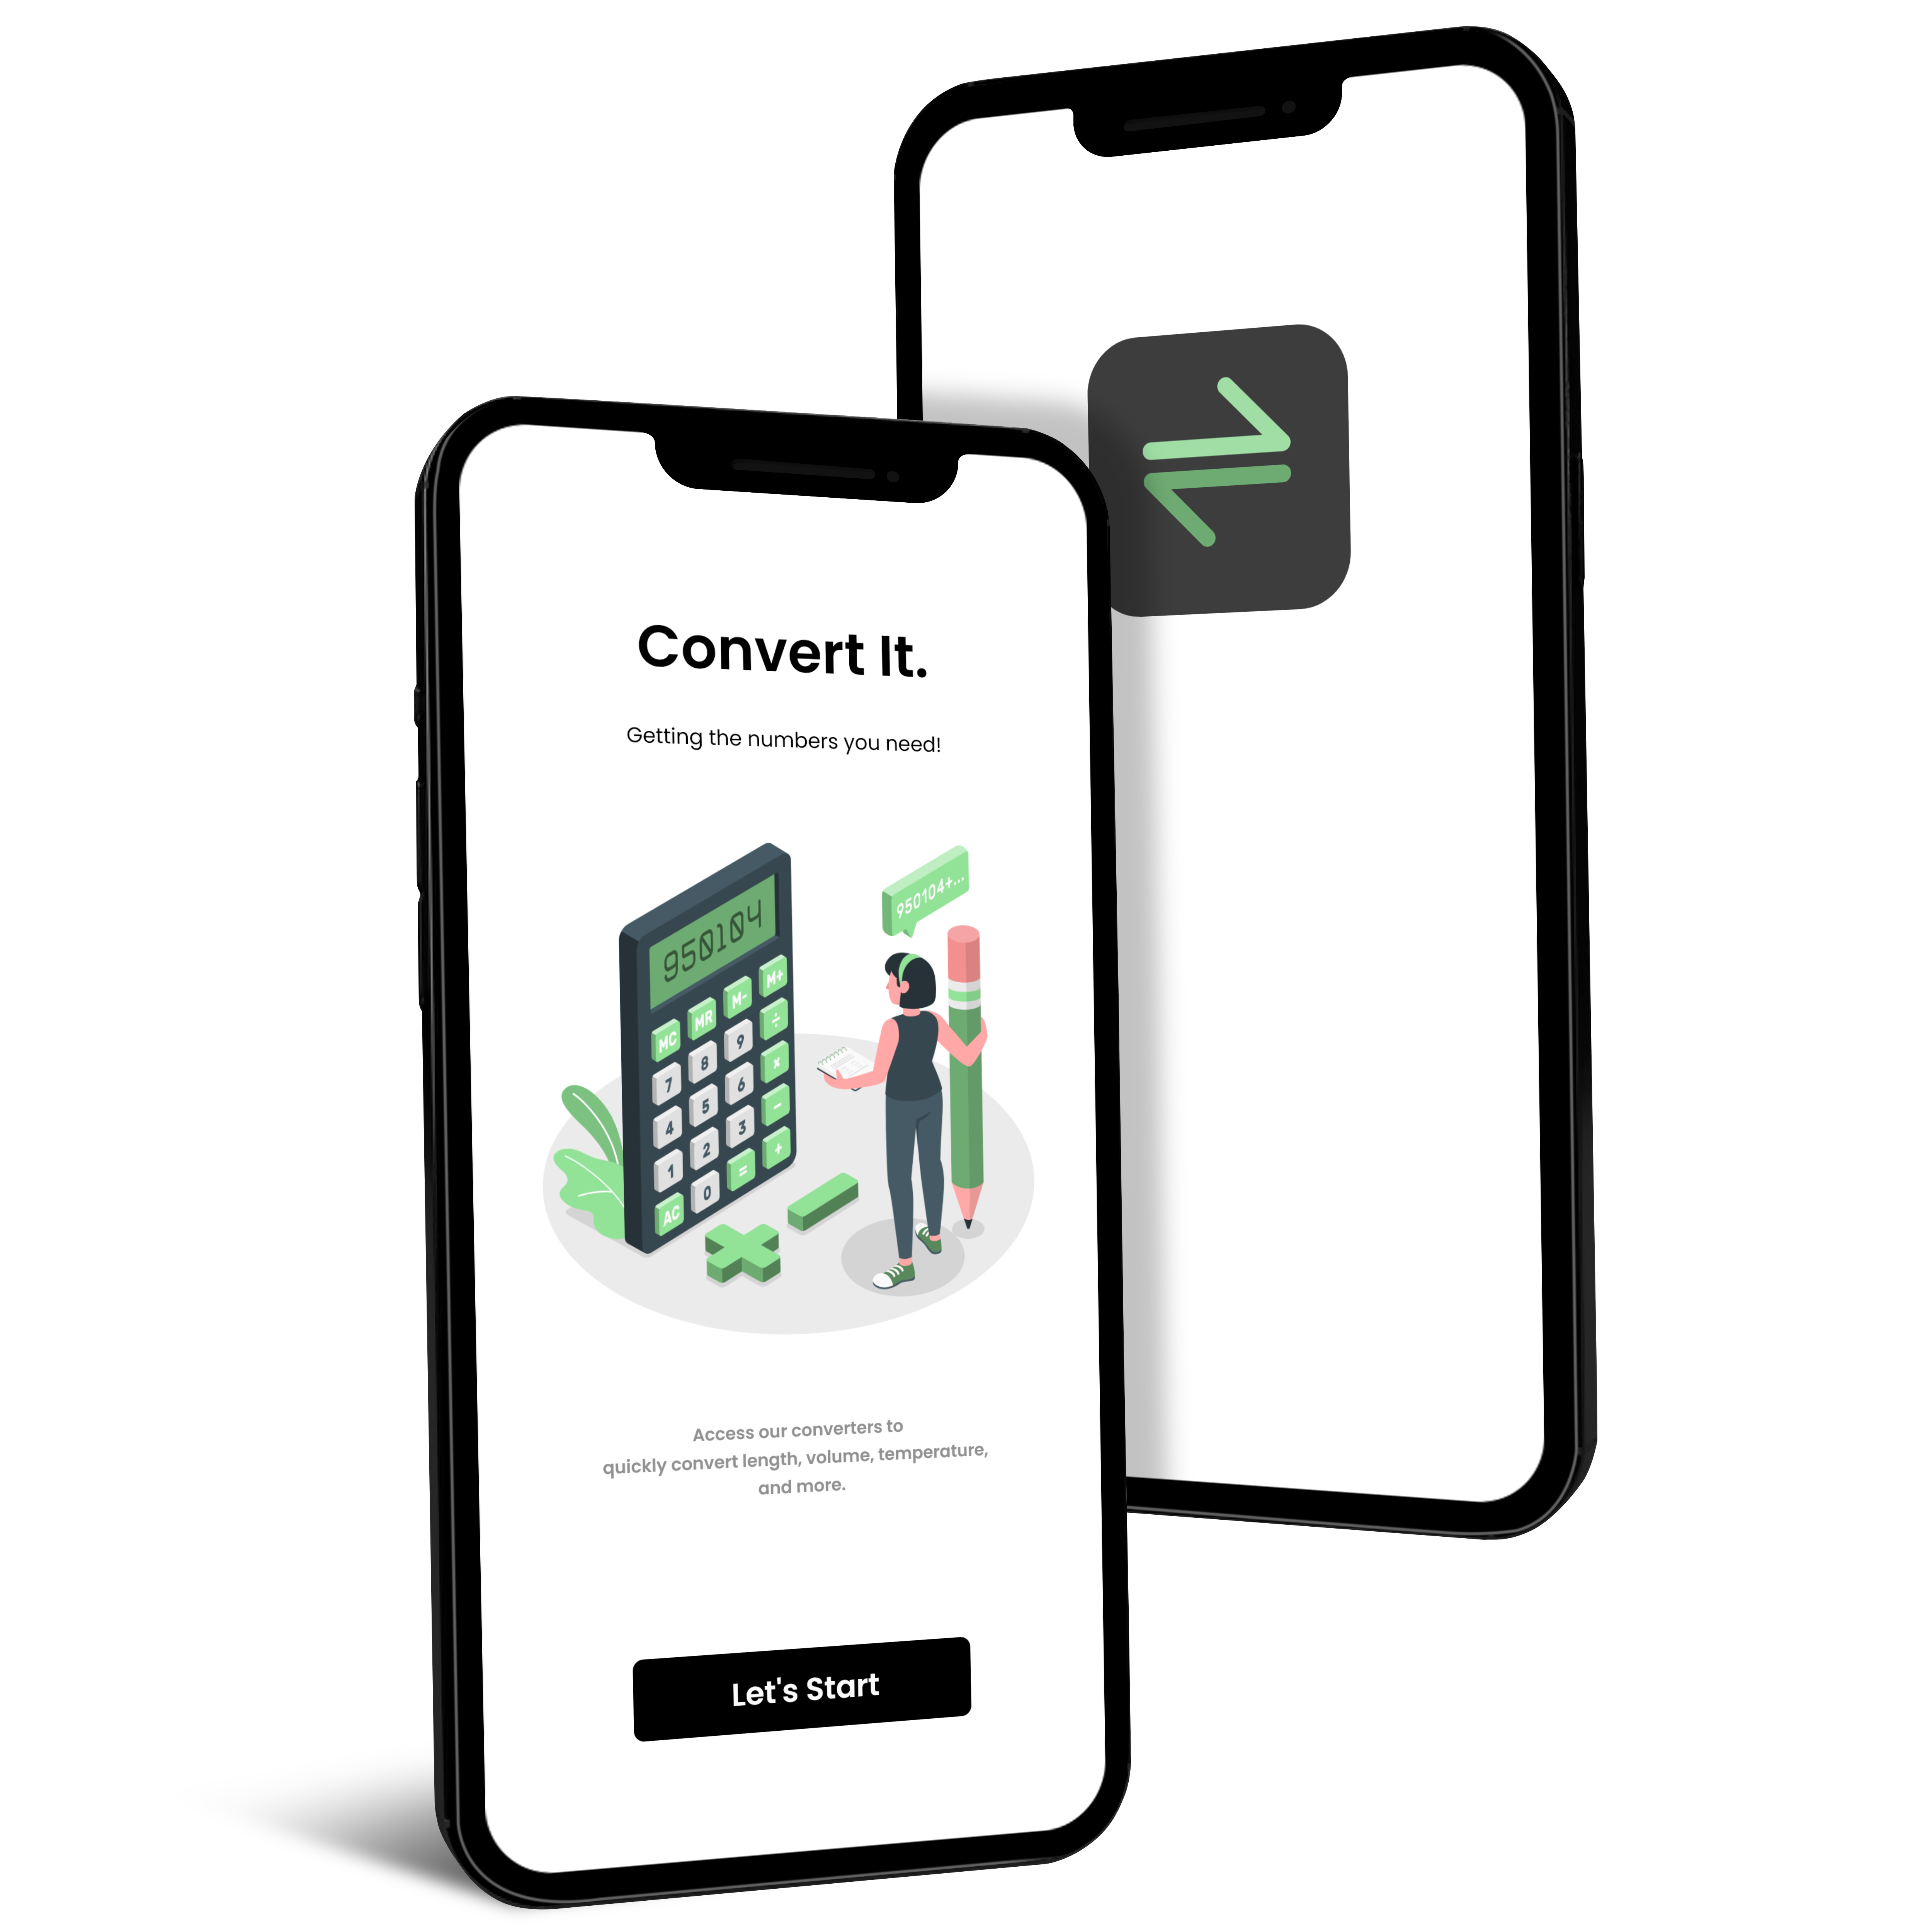 Convert It.
Getting the numbers you need!
950104+...
950104
MC MR M- M+
7 8 9 ÷
4 5 6 x
1 2 3 -
AC 0 = +
Access our converters to
quickly convert length, volume, temperature,
and more.
Let's Start